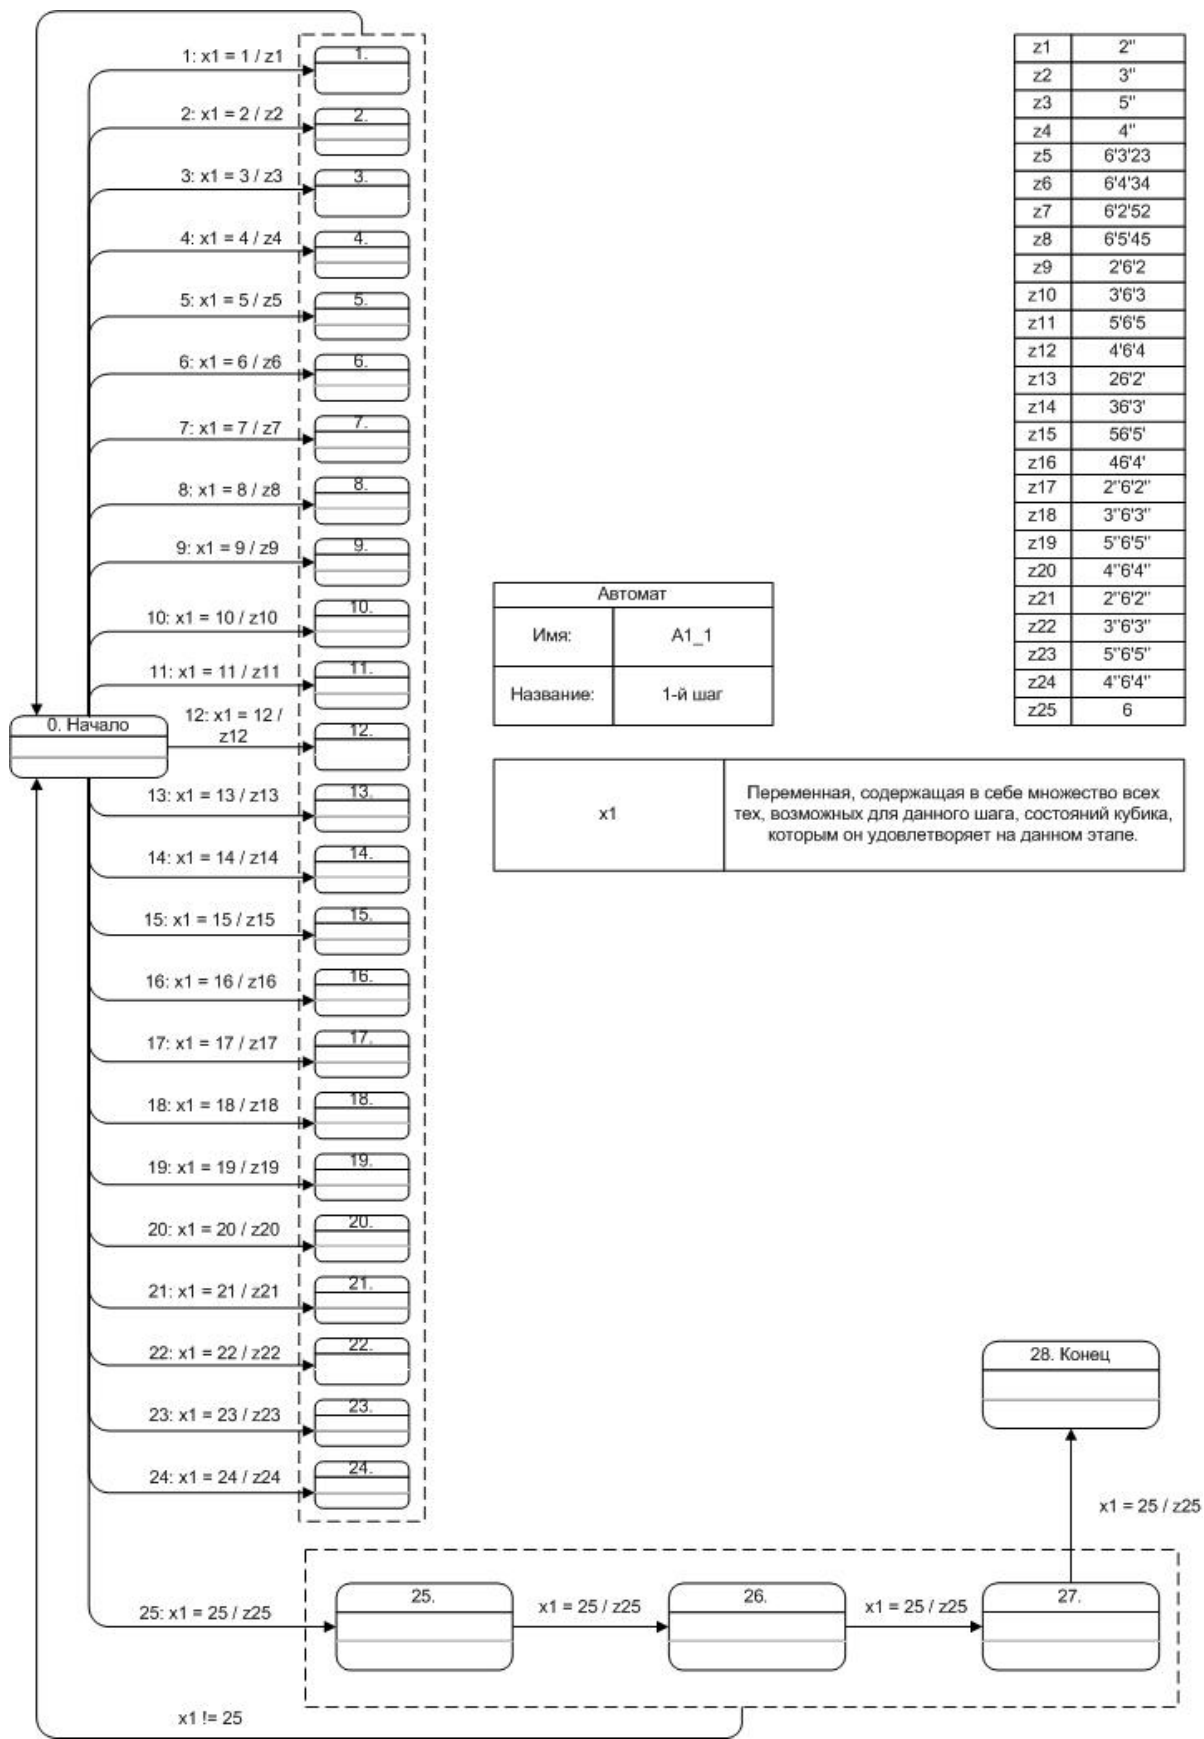 1: x1 = 1 / z1
1.
2: x1 = 2 / z2
2.
3: x1 = 3 / z3
3.
4: x1 = 4 / z4
4.
5: x1 = 5 / z5
5.
6: x1 = 6 / z6
6.
7: x1 = 7 / z7
7.
8: x1 = 8 / z8
8.
9: x1 = 9 / z9
9.
10: x1 = 10 / z10
10.
11: x1 = 11 / z11
11.
0. Начало
12: x1 = 12 /
z12
12.
13: x1 = 13 / z13
13.
14: x1 = 14 / z14
14.
15: x1 = 15 / z15
15.
16: x1 = 16 / z16
16.
17: x1 = 17 / z17
17.
18: x1 = 18 / z18
18.
19: x1 = 19 / z19
19.
20: x1 = 20 / z20
20.
21: x1 = 21 / z21
21.
22: x1 = 22 / z22
22.
23: x1 = 23 / z23
23.
24: x1 = 24 / z24
24.
z1 2"
z2 3"
z3 5"
z4 4"
z5 6'3'23
z6 6'4'34
z7 6'2'52
z8 6'5'45
z9 2'6'2
z10 3'6'3
z11 5'6'5
z12 4'6'4
z13 26'2'
z14 36'3'
z15 56'5'
z16 46'4'
z17 2"6'2"
z18 3"6'3"
z19 5"6'5"
z20 4"6'4"
z21 2"6'2"
z22 3"6'3"
z23 5"6'5"
z24 4"6'4"
z25 6
Автомат
Имя: A1_1
Название: 1-й шаг
x1
Переменная, содержащая в себе множество всех
тех, возможных для данного шага, состояний кубика,
которым он удовлетворяет на данном этапе.
28. Конец
x1 = 25 / z25
25: x1 = 25 / z25
25.
x1 = 25 / z25
26.
x1 = 25 / z25
27.
x1 != 25